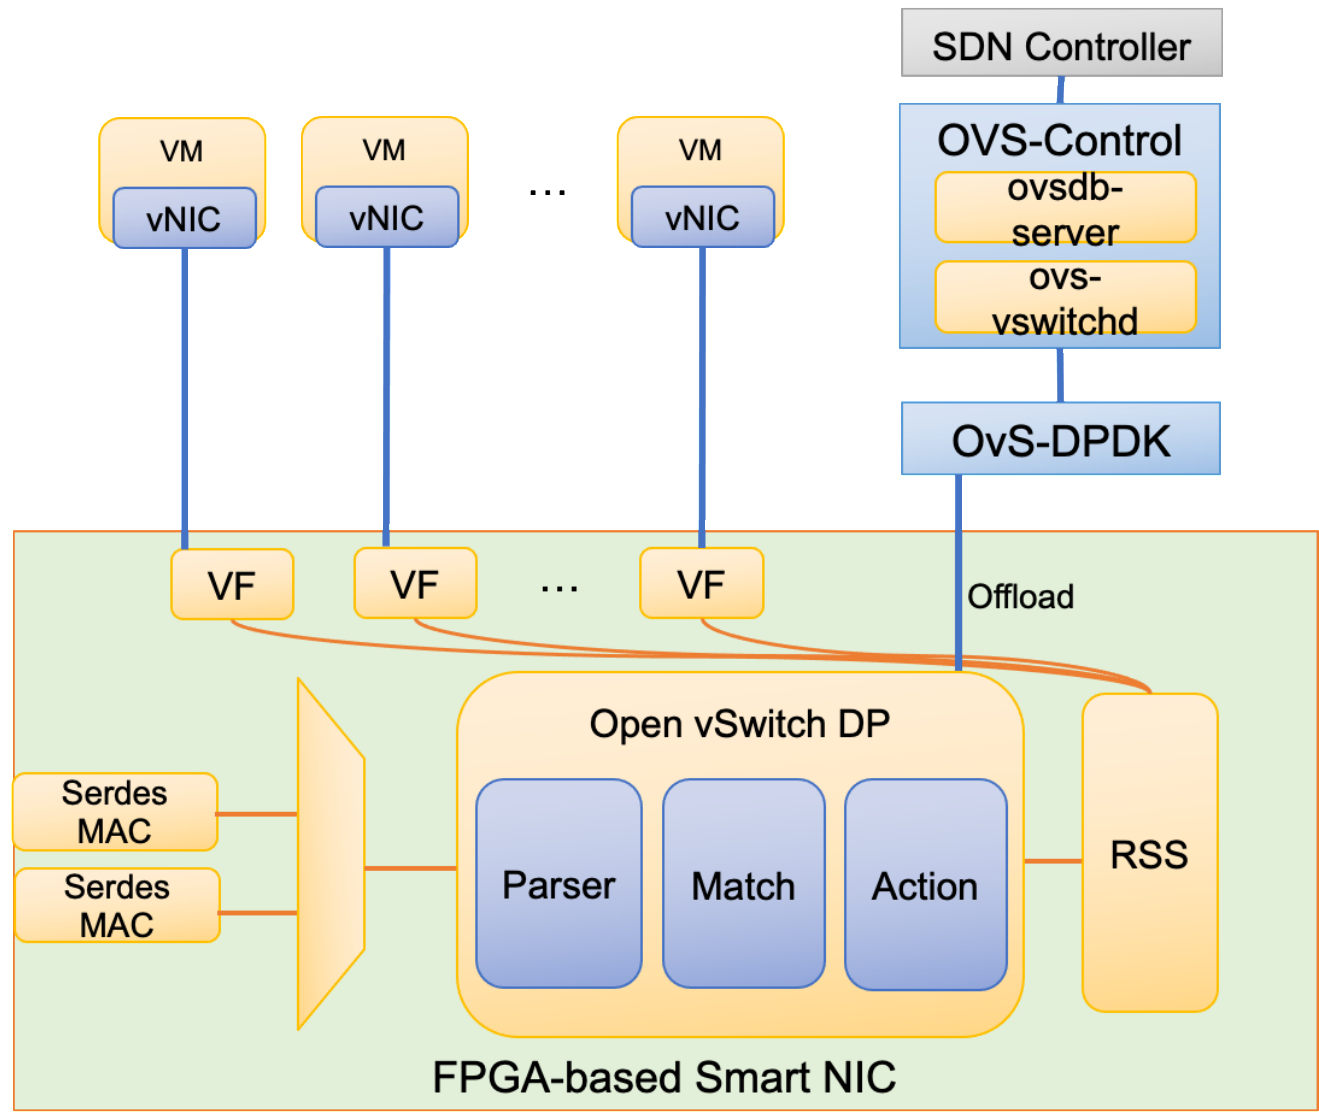 SDN Controller
OVS-Control
ovsdb-
server
ovs-
vswitchd
OvS-DPDK
VM
vNIC
VM
vNIC
...
VM
vNIC
VF
VF
...
VF
Offload
Open vSwitch DP
Parser
Match
Action
RSS
Serdes
MAC
Serdes
MAC
FPGA-based Smart NIC